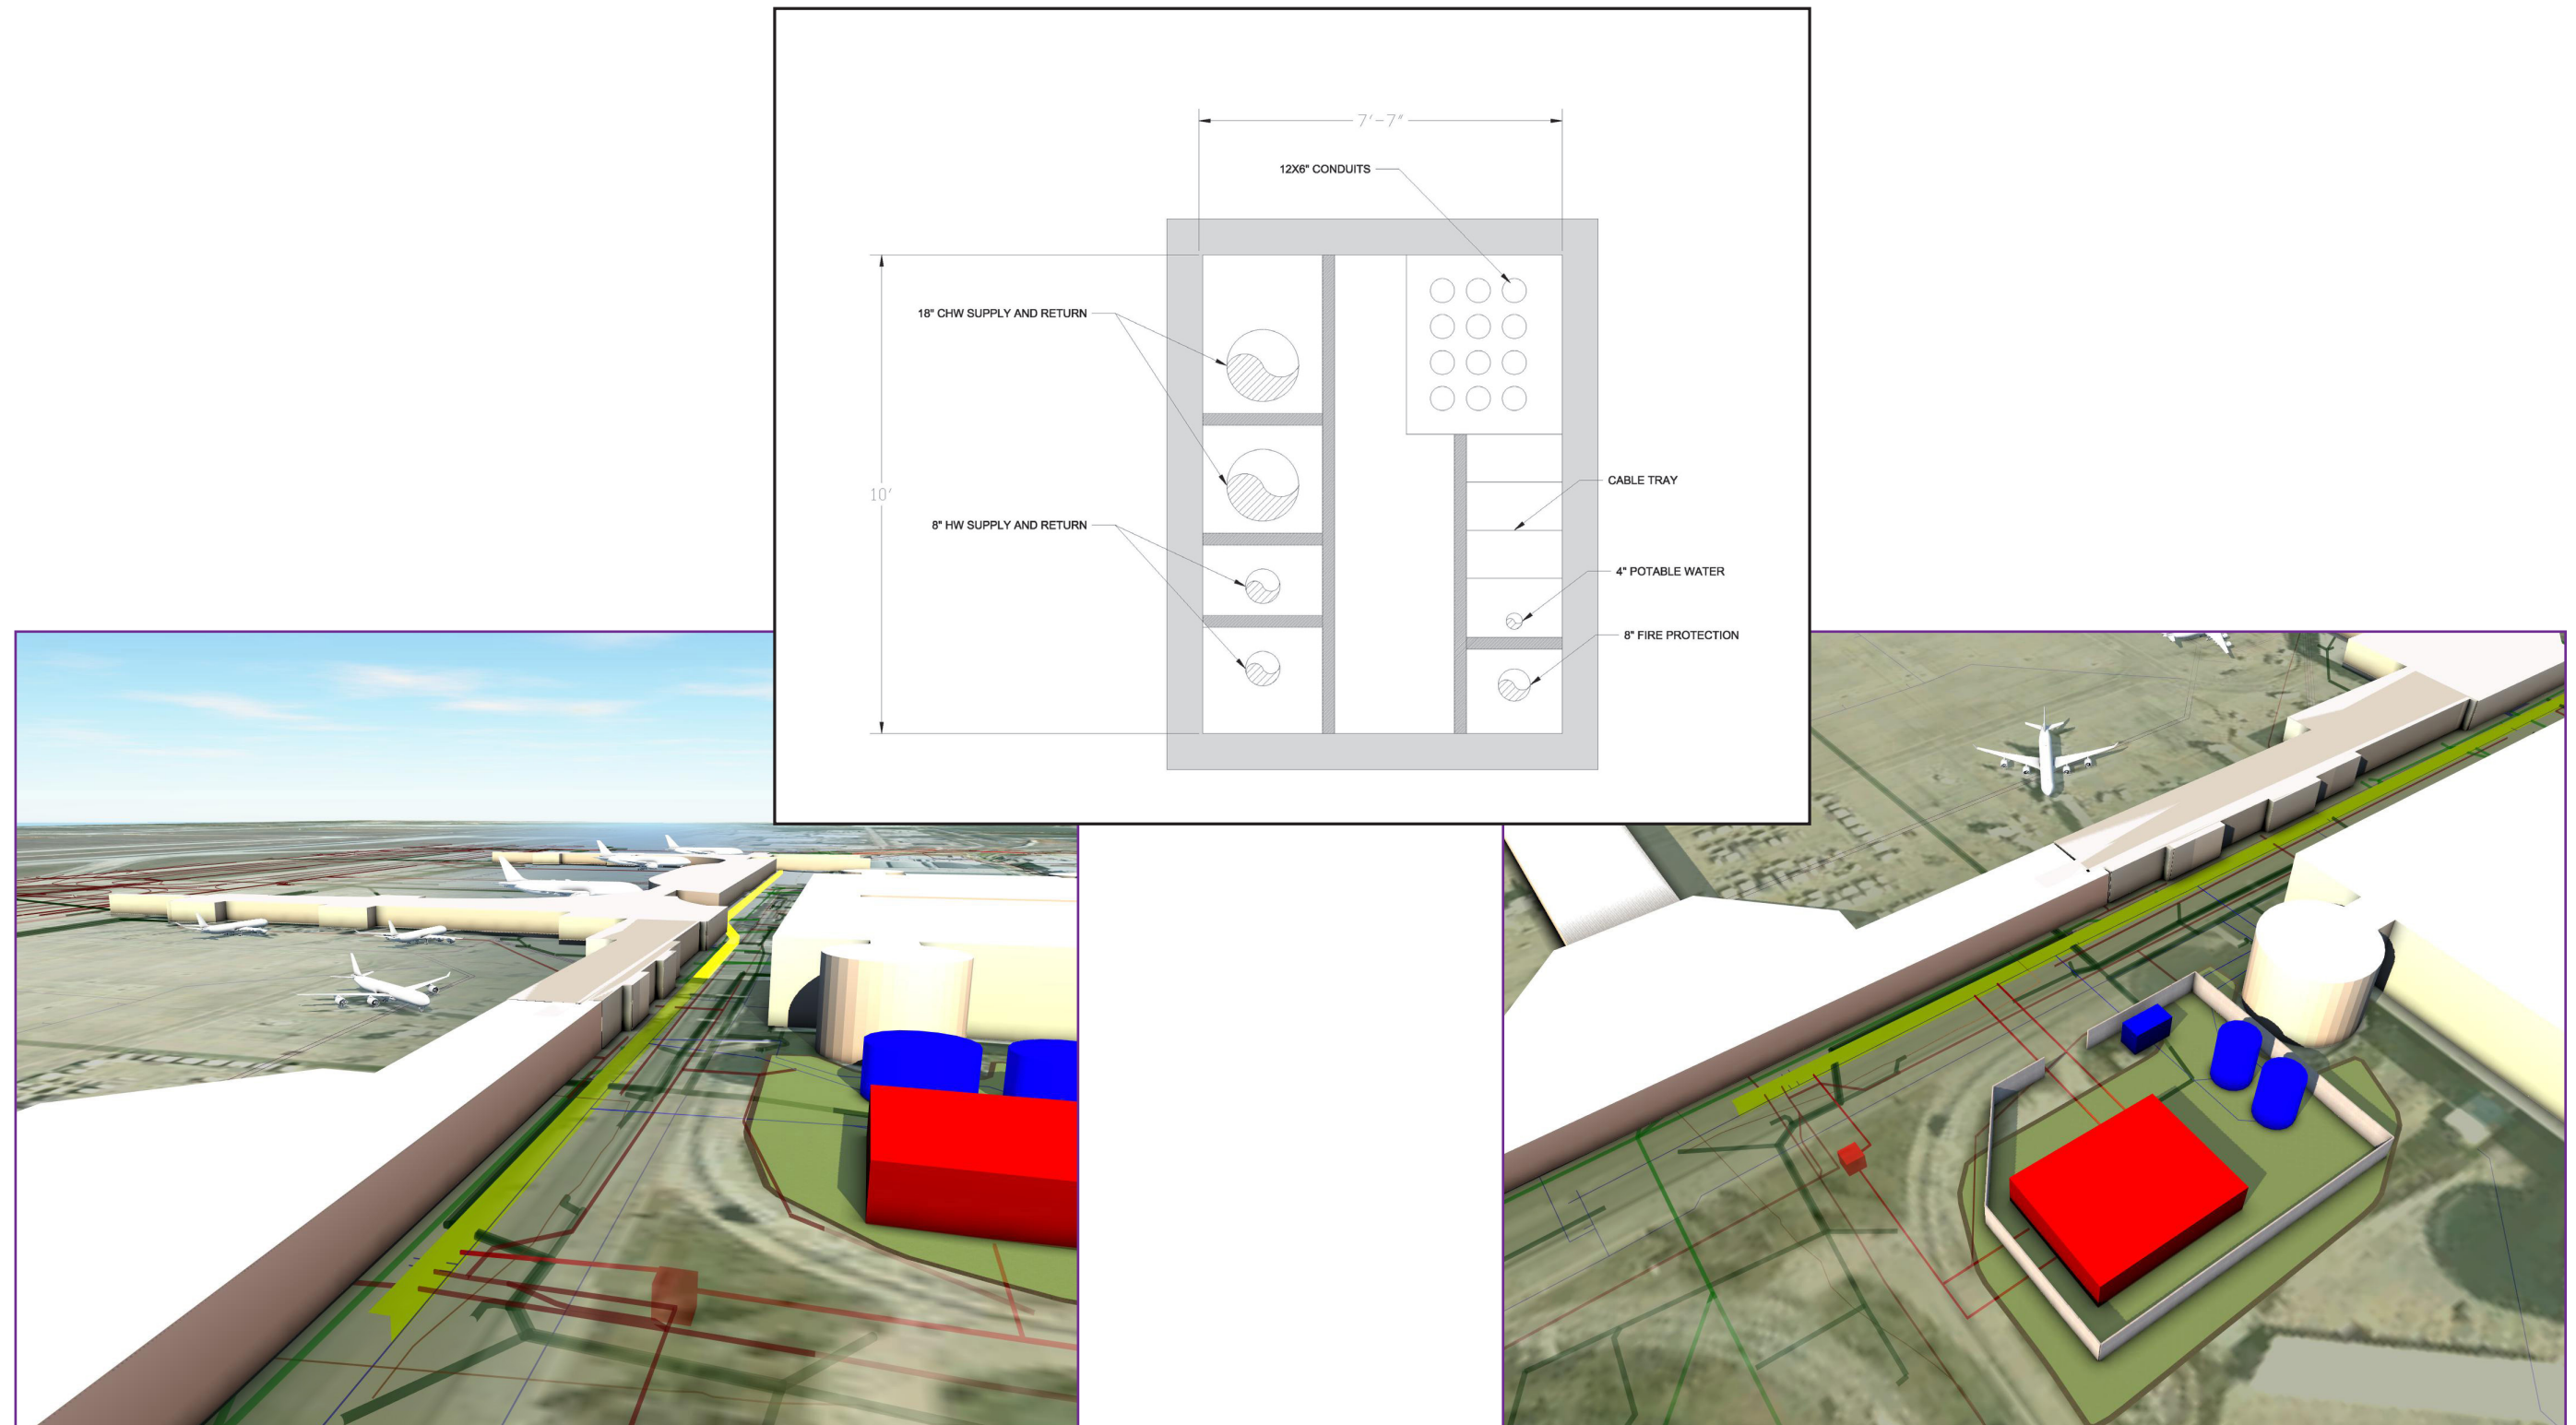 7'-7"
12X6" CONDUITS
18" CHW SUPPLY AND RETURN
CABLE TRAY
10'
8" HW SUPPLY AND RETURN
4" POTABLE WATER
8" FIRE PROTECTION